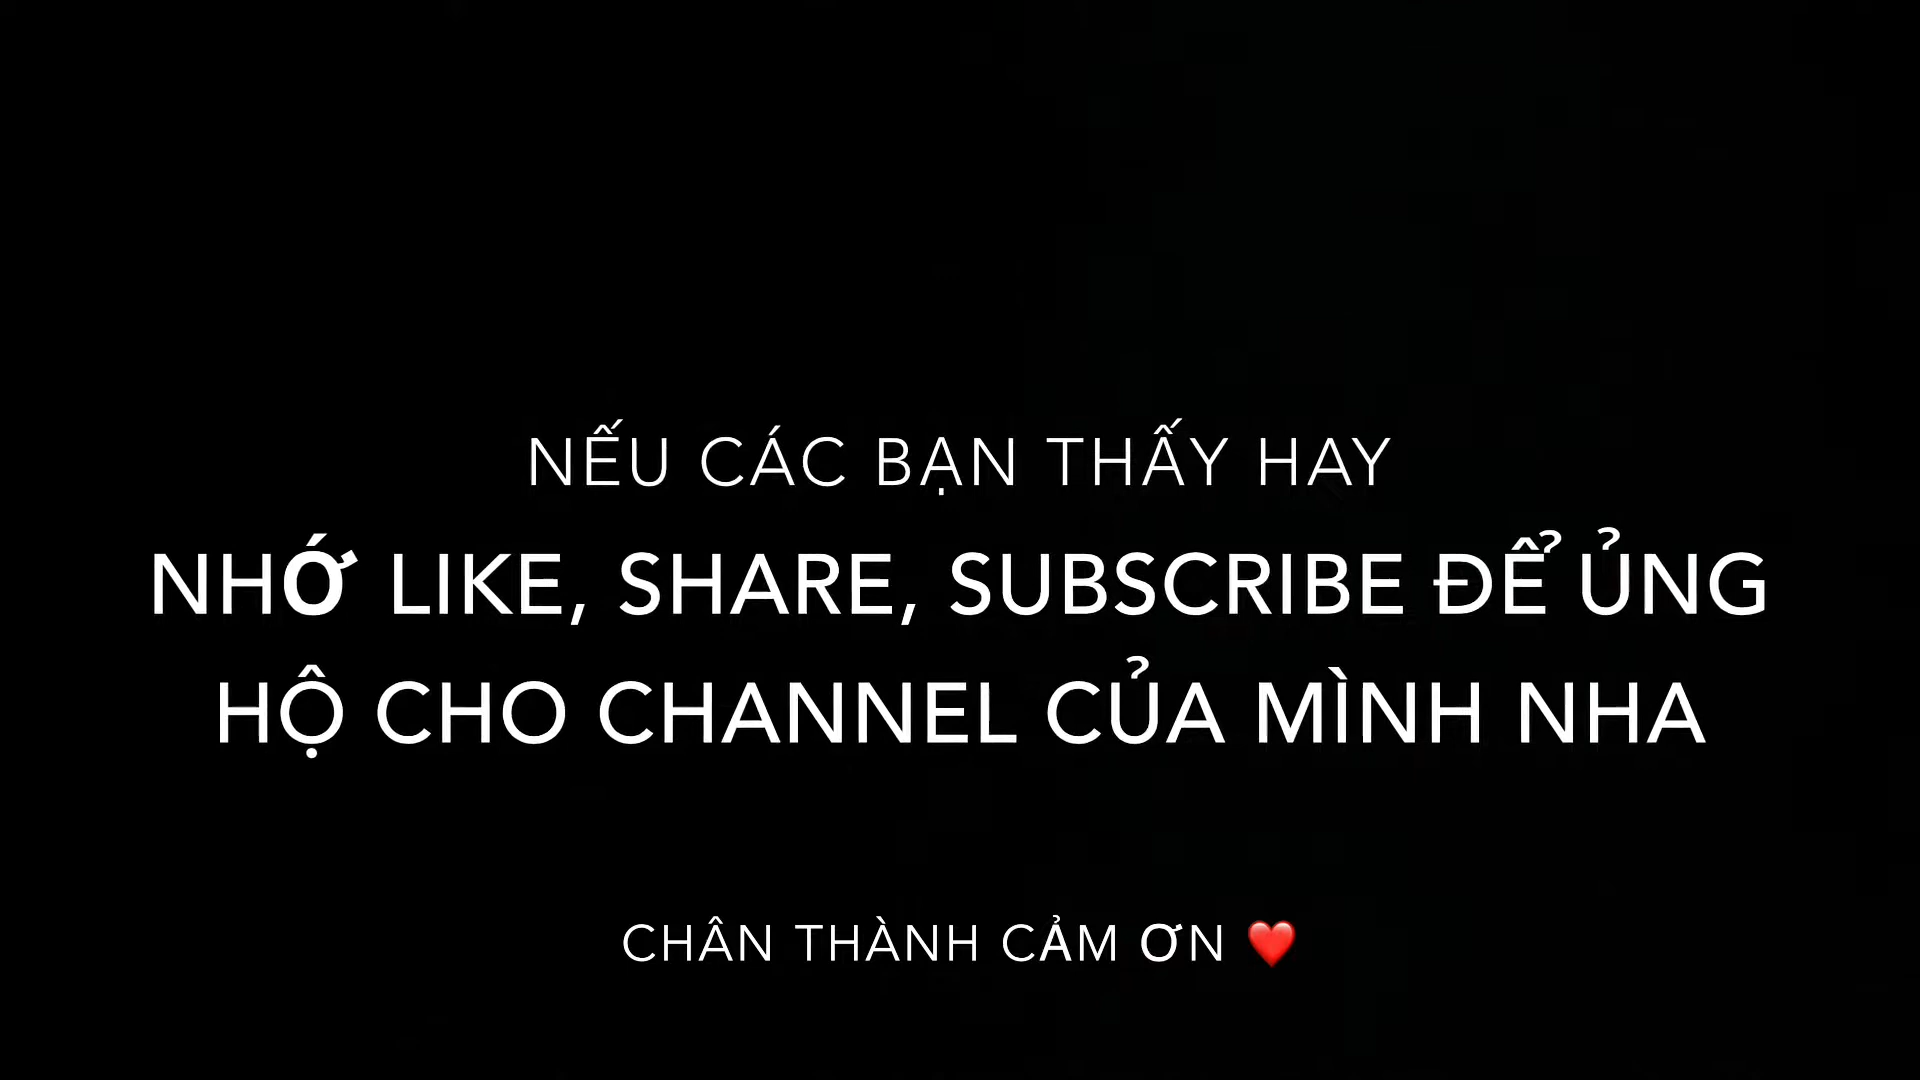 NẾU CÁC BẠN THẤY HAY
NHỚ LIKE, SHARE, SUBSCRIBE ĐỂ ỦNG
HỘ CHO CHANNEL CỦA MÌNH NHA
CHÂN THÀNH CẢM ƠN ❤️